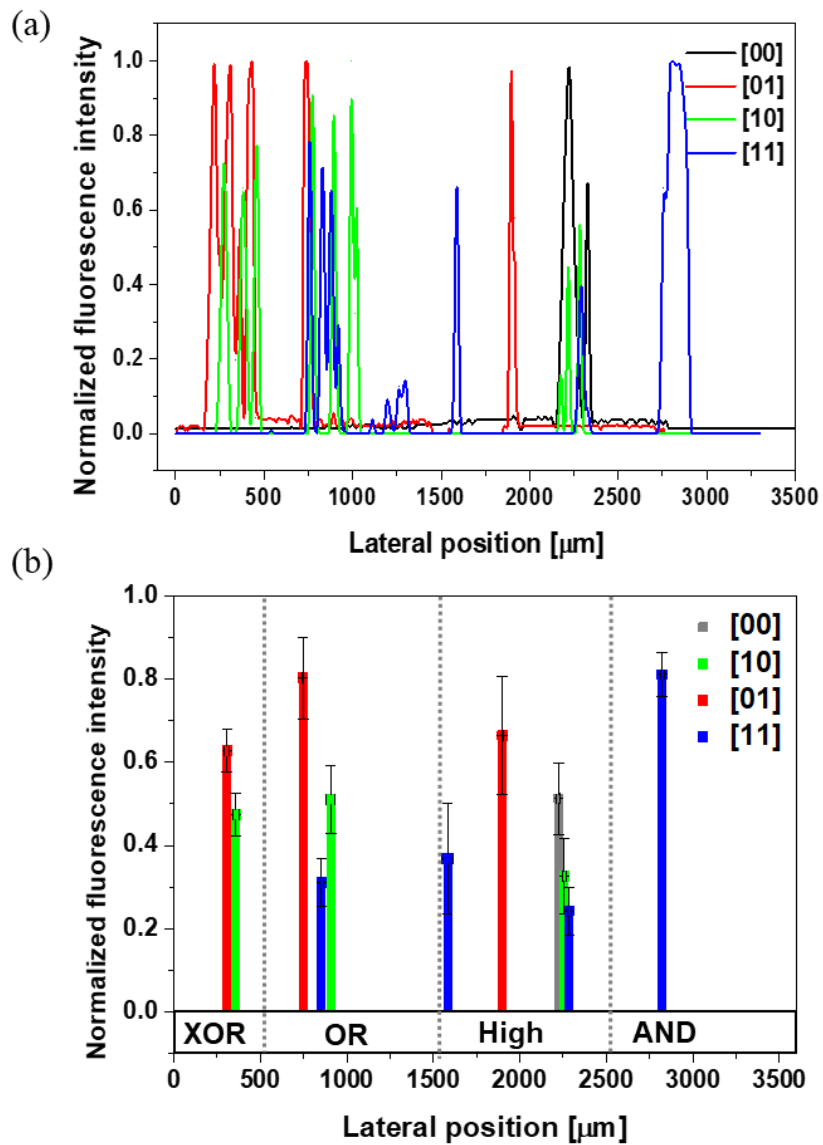 (a)
Normalized fluorescence intensity
1.0
0.8
0.6
0.4
0.2
0.0
[00]
[01]
[10]
[11]
0 500 1000 1500 2000 2500 3000 3500
Lateral position [μm]
(b)
Normalized fluorescence intensity
1.0
0.8
0.6
0.4
0.2
0.0
[00]
[10]
[01]
[11]
XOR OR High AND
0 500 1000 1500 2000 2500 3000 3500
Lateral position [μm]